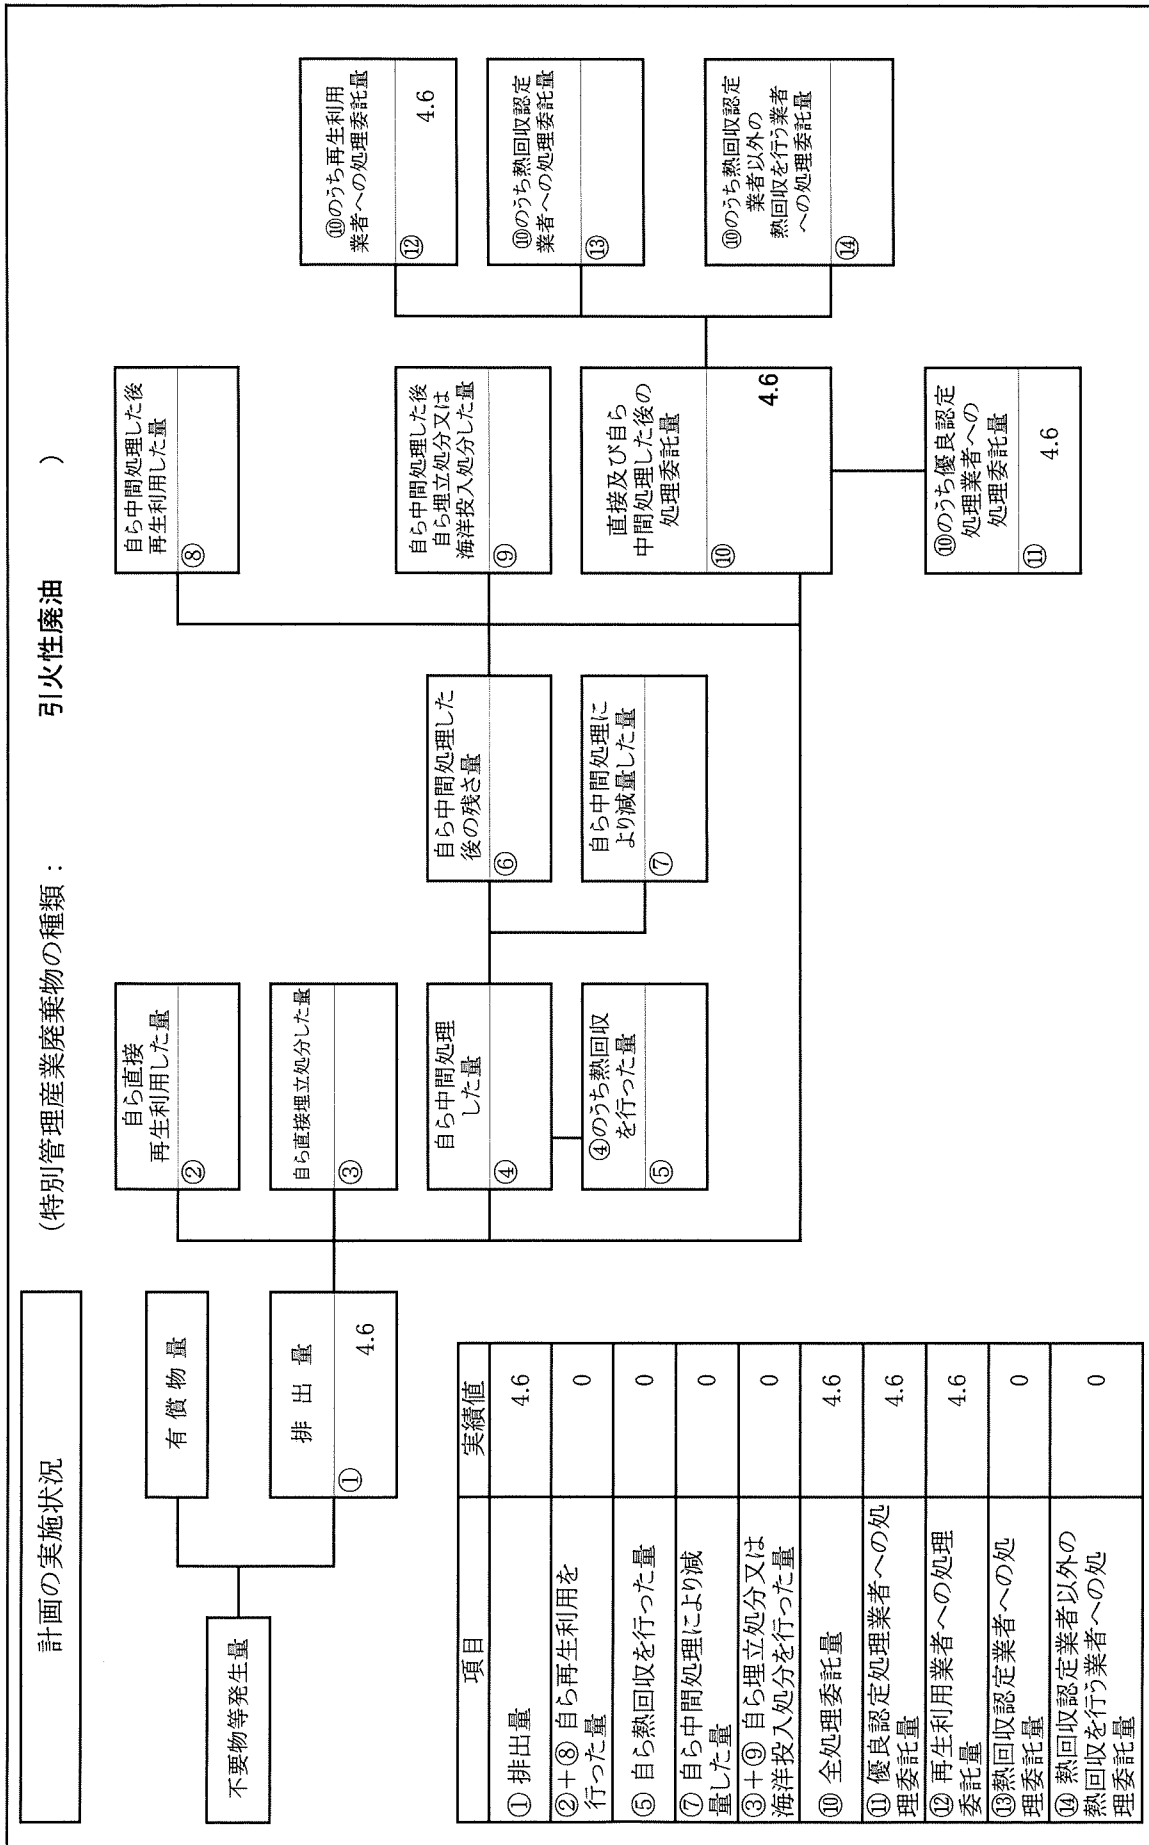 計画の実施状況
(特別管理産業廃棄物の種類： 引火性廃油 )
不要物等発生量
有償物量
排出量
① 4.6
自ら直接
再生利用した量
②
自ら直接埋立処分した量
③
自ら中間処理
した量
④
④のうち熱回収
を行った量
⑤
自ら中間処理した
後の残さ量
⑥
自ら中間処理に
より減量した量
⑦
自ら中間処理した後
再生利用した量
⑧
自ら中間処理した後
自ら埋立処分又は
海洋投入処分した量
⑨
直接及び自ら
中間処理した後の
処理委託量
⑩ 4.6
⑩のうち優良認定
処理業者への
処理委託量
⑪ 4.6
⑩のうち再生利用
業者への処理委託量
⑫ 4.6
⑩のうち熱回収認定
業者への処理委託量
⑬
⑩のうち熱回収認定
業者以外の
熱回収を行う業者
への処理委託量
⑭
項目 実績値
① 排出量 4.6
②+⑧ 自ら再生利用を
行った量 0
⑤ 自ら熱回収を行った量 0
⑦ 自ら中間処理により減
量した量 0
③+⑨ 自ら埋立処分又は
海洋投入処分を行った量 0
⑩ 全処理委託量 4.6
⑪ 優良認定処理業者への処
理委託量 4.6
⑫ 再生利用業者への処理
委託量 4.6
⑬熱回収認定業者への処
理委託量 0
⑭ 熱回収認定業者以外の
熱回収を行う業者への処
理委託量 0